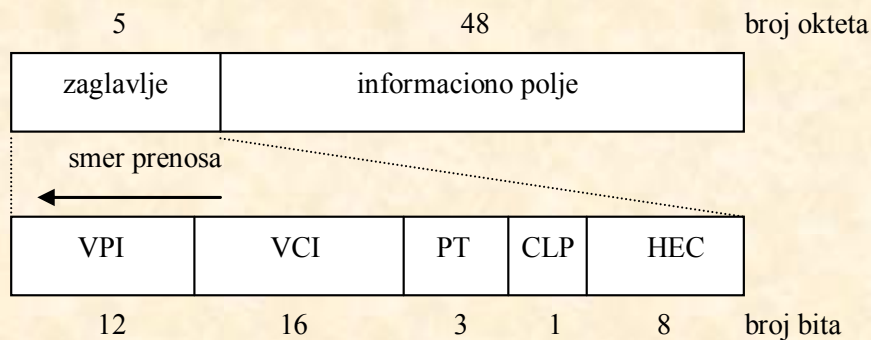 5 48 broj okteta
zaglavlje informaciono polje
smer prenosa
VPI VCI PT CLP HEC
12 16 3 1 8 broj bita